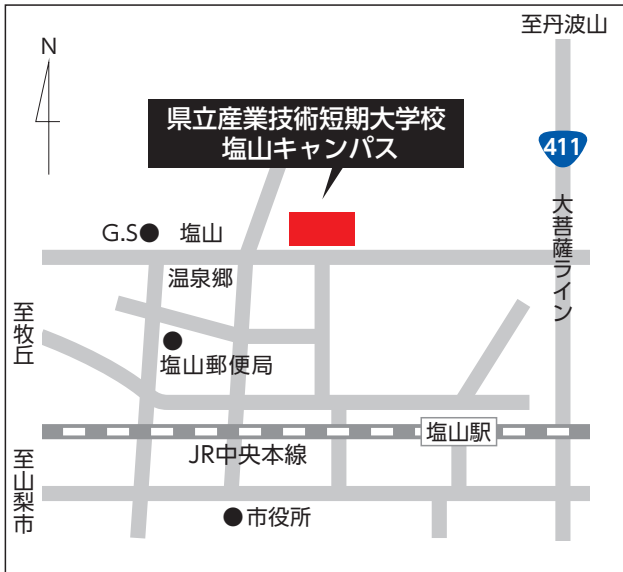 至丹波山
N
県立産業技術短期大学校
塩山キャンパス
411
大菩薩ライン
G.S
塩山
温泉郷
至牧丘
塩山郵便局
塩山駅
JR中央本線
至山梨市
市役所